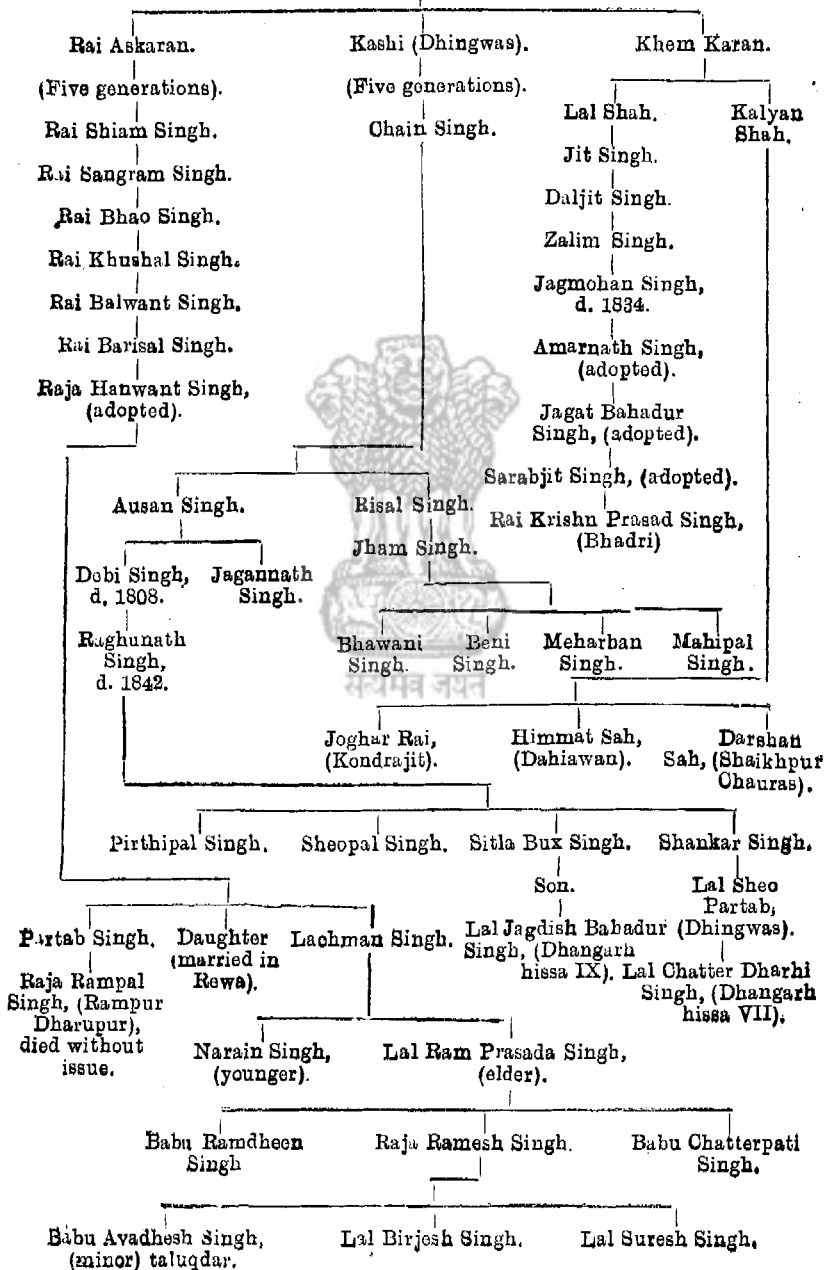 Rai Askaran.
Kashi (Dhingwas).
Khem Karan.
(Five generations).
(Five generations).
Lal Shah.
Kalyan
Shah.
Rai Shiam Singh.
Chain Singh.
Jit Singh.
Rai Sangram Singh.
Daljit Singh.
Rai Bhao Singh.
Zalim Singh.
Rai Khushal Singh.
Jagmohan Singh,
d. 1834.
Rai Balwant Singh.
Rai Barisal Singh.
Amarnath Singh,
(adopted).
Raja Hanwant Singh,
(adopted).
Jagat Bahadur
Singh, (adopted).
Sarabjit Singh, (adopted).
Ausan Singh.
Risal Singh.
Rai Krishn Prasad Singh,
(Bhadri)
Jham Singh.
Debi Singh,
d. 1808.
Jagannath
Singh.
Raghunath
Singh,
d. 1842.
Bhawani
Singh.
Beni
Singh.
Meharban
Singh.
Mahipal
Singh.
सत्यमेव जयते
Joghar Rai,
(Kondrajit).
Himmat Sah,
(Dahiawan).
Darshan
Sah, (Shaikhpur
Chauras).
Pirthipal Singh.
Sheopal Singh.
Sitla Bux Singh.
Shankar Singh.
Son.
Lal Sheo
Partab,
(Dhingwas).
Lal Jagdish Babadur
Singh, (Dhangarh
hissa IX).
Lal Chatter Dharhi
Singh, (Dhangarh
hissa VII).
Partab Singh.
Daughter
(married in
Rewa).
Lachman Singh.
Raja Rampal
Singh, (Rampur
Dharupur),
died without
issue.
Narain Singh,
(younger).
Lal Ram Prasada Singh,
(elder).
Babu Ramdheen
Singh
Raja Ramesh Singh.
Babu Chatterpati
Singh.
Babu Avadhesh Singh,
(minor) taluqdar.
Lal Birjesh Singh.
Lal Suresh Singh.